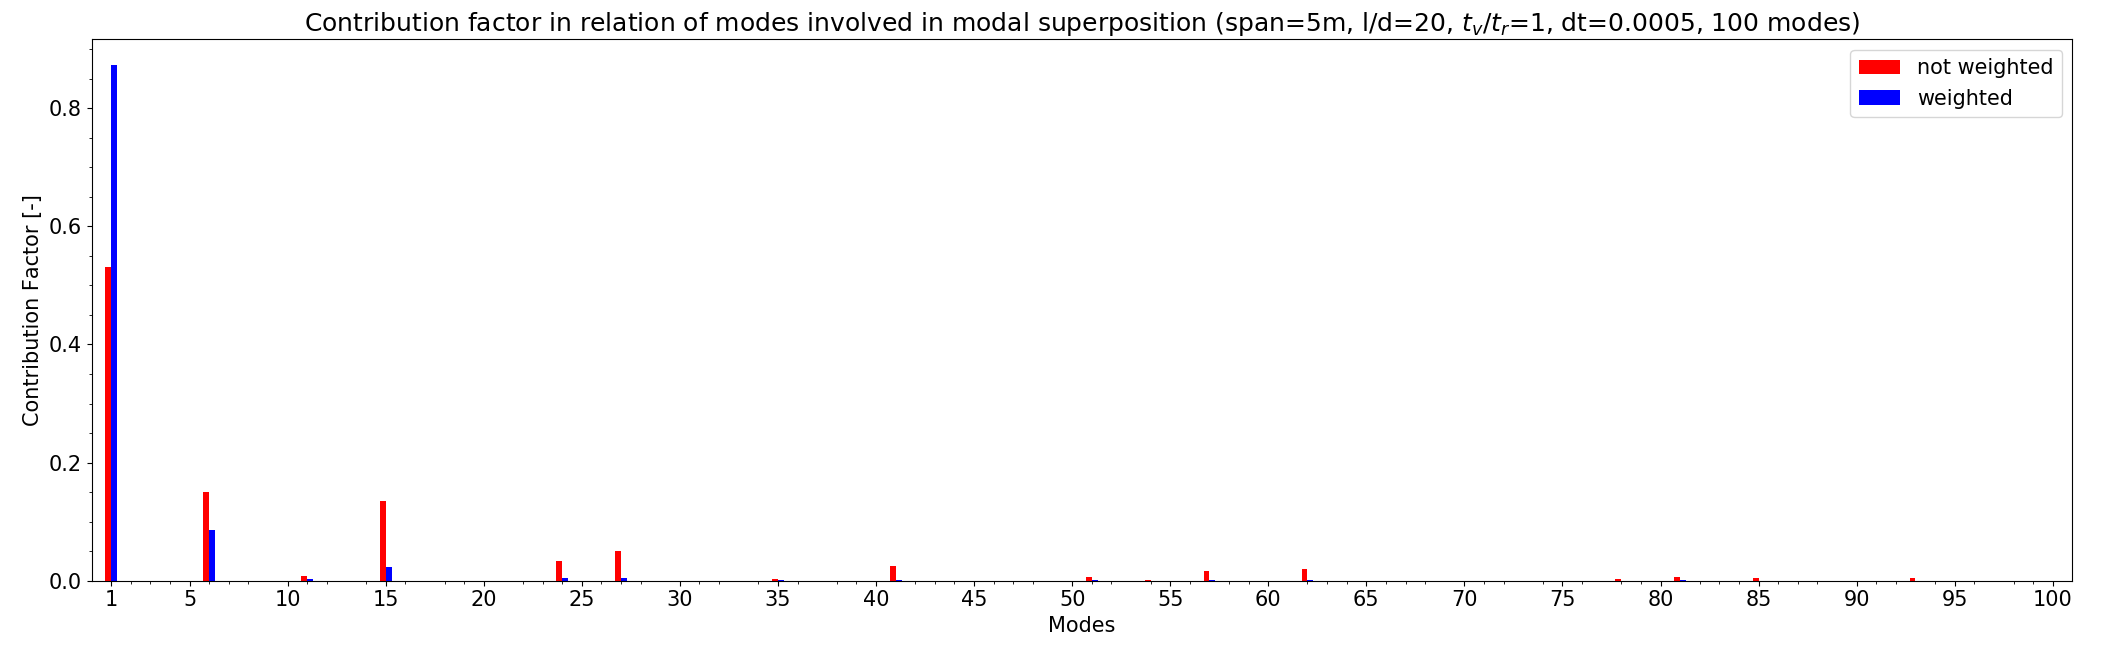 Contribution factor in relation of modes involved in modal superposition (span=5m, l/d=20, $t_v/t_r$=1, dt=0.0005, 100 modes)
not weighted
weighted
Contribution Factor [-]
0.8
0.6
0.4
0.2
0.0
1 5 10 15 20 25 30 35 40 45 50 55 60 65 70 75 80 85 90 95 100
Modes